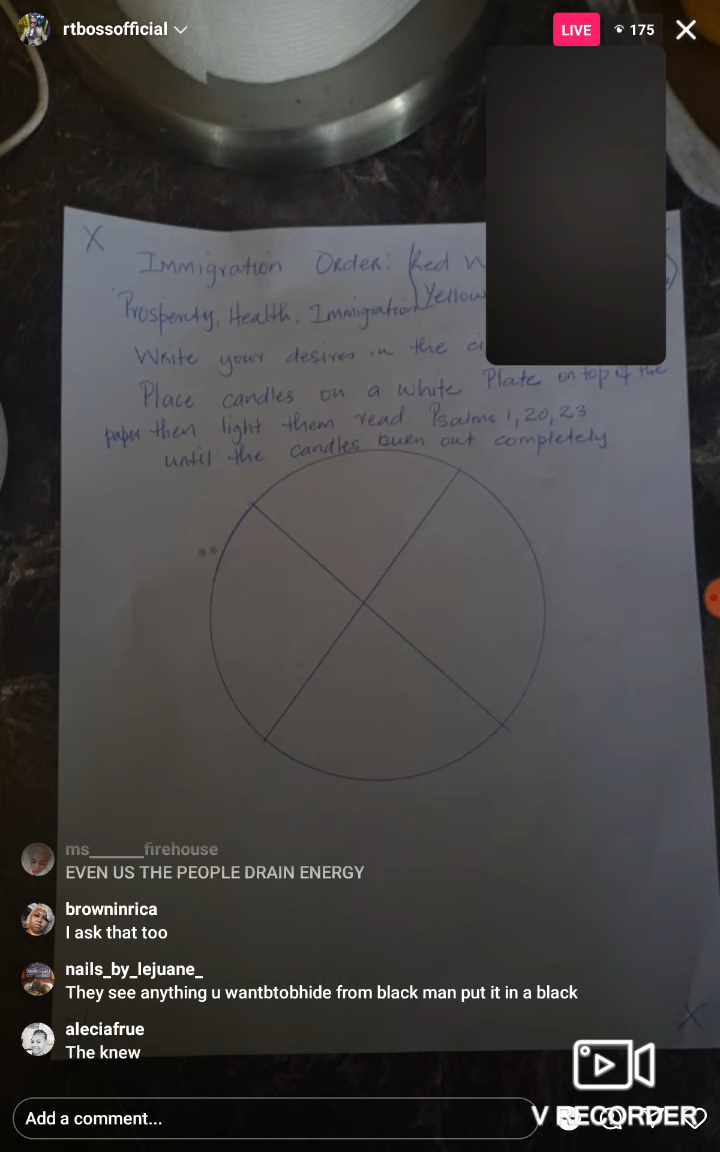 rtbossofficial
LIVE
175
X
Immigration Order: (Red
Prosperity, Health, Immigration Yellow
Write your desires in the
Place candles on a white Plate on top of the
paper then light them read Psalms 1, 20, 23
until the candles burn out completely
ms______firehouse
EVEN US THE PEOPLE DRAIN ENERGY
browninrica
I ask that too
nails_by_lejuane_
They see anything u wantbtobhide from black man put it in a black
aleciafrue
The knew
X
Add a comment...
V RECORDER